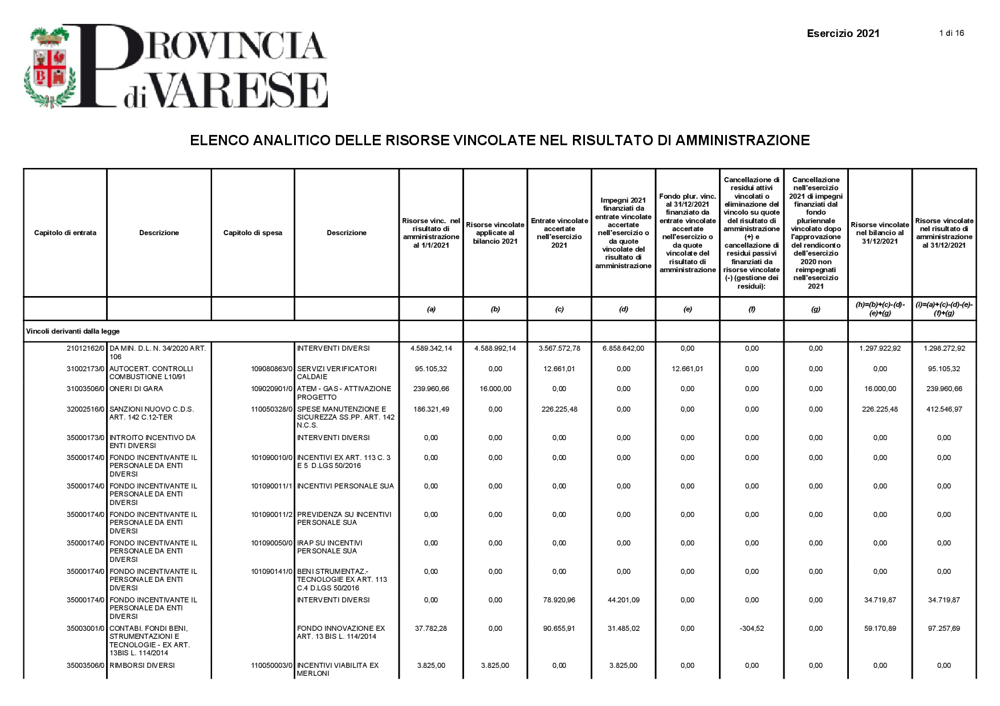 PROVINCIA
di VARESE
B
Esercizio 2021
1 di 16
ELENCO ANALITICO DELLE RISORSE VINCOLATE NEL RISULTATO DI AMMINISTRAZIONE
Capitolo di entrata
Descrizione
Capitolo di spesa
Descrizione
Risorse vinc. nel
risultato di
amministrazione
al 1/1/2021
Risorse vincolate
applicate al
bilancio 2021
Entrate vincolate
accertate
nell'esercizio
2021
Impegni 2021
finanziati da
entrate vincolate
accertate
nell'esercizio o
da quote
vincolate del
risultato di
amministrazione
Fondo plur. vinc.
al 31/12/2021
finanziato da
entrate vincolate
accertate
nell'esercizio o
da quote
vincolate del
risultato di
amministrazione
Cancellazione di
residui attivi
vincolati o
eliminazione del
vincolo su quote
del risultato di
amministrazione
(+) e
cancellazione di
residui passivi
finanziati da
risorse vincolate
(-) (gestione dei
residui):
Cancellazione
nell'esercizio
2021 di impegni
finanziati dal
fondo
pluriennale
vincolato dopo
l'approvazione
del rendiconto
dell'esercizio
2020 non
reimpegnati
nell'esercizio
2021
Risorse vincolate
nel bilancio al
31/12/2021
Risorse vincolate
nel risultato di
amministrazione
al 31/12/2021
(a) (b) (c) (d) (e) (f) (g) (h)=(b)+(c)-(d)- (i)=(a)+(c)-(d)-(e)-
(e)+(g) (f)+(g)
Vincoli derivanti dalla legge
21012162/0 DA MIN. D.L. N. 34/2020 ART. INTERVENTI DIVERSI 4.589.342,14 4.588.992,14 3.567.572,78 6.858.642,00 0,00 0,00 0,00 1.297.922,92 1.298.272,92
106
31002173/0 AUTOCERT. CONTROLLI 109080863/0 SERVIZI VERIFICATORI 95.105,32 0,00 12.661,01 0,00 12.661,01 0,00 0,00 0,00 95.105,32
COMBUSTIONE L10/91 CALDAIE
31003506/0 ONERI DI GARA 109020901/0 ATEM - GAS - ATTIVAZIONE 239.960,66 16.000,00 0,00 0,00 0,00 0,00 0,00 16.000,00 239.960,66
PROGETTO
32002516/0 SANZIONI NUOVO C.D.S. 110050328/0 SPESE MANUTENZIONE E 186.321,49 0,00 226.225,48 0,00 0,00 0,00 0,00 226.225,48 412.546,97
ART. 142 C.12-TER SICUREZZA SS.PP. ART. 142
N.C.S.
35000173/0 INTROITO INCENTIVO DA INTERVENTI DIVERSI 0,00 0,00 0,00 0,00 0,00 0,00 0,00 0,00 0,00
ENTI DIVERSI
35000174/0 FONDO INCENTIVANTE IL 101090010/0 INCENTIVI EX ART. 113 C. 3 0,00 0,00 0,00 0,00 0,00 0,00 0,00 0,00 0,00
PERSONALE DA ENTI E 5 D.LGS 50/2016
DIVERSI
35000174/0 FONDO INCENTIVANTE IL 101090011/1 INCENTIVI PERSONALE SUA 0,00 0,00 0,00 0,00 0,00 0,00 0,00 0,00 0,00
PERSONALE DA ENTI
DIVERSI
35000174/0 FONDO INCENTIVANTE IL 101090011/2 PREVIDENZA SU INCENTIVI 0,00 0,00 0,00 0,00 0,00 0,00 0,00 0,00 0,00
PERSONALE DA ENTI PERSONALE SUA
DIVERSI
35000174/0 FONDO INCENTIVANTE IL 101090050/0 IRAP SU INCENTIVI 0,00 0,00 0,00 0,00 0,00 0,00 0,00 0,00 0,00
PERSONALE DA ENTI PERSONALE SUA
DIVERSI
35000174/0 FONDO INCENTIVANTE IL 101090141/0 BENI STRUMENTAZ.- 0,00 0,00 0,00 0,00 0,00 0,00 0,00 0,00 0,00
PERSONALE DA ENTI TECNOLOGIE EX ART. 113
DIVERSI C.4 D.LGS 50/2016
35000174/0 FONDO INCENTIVANTE IL INTERVENTI DIVERSI 0,00 0,00 78.920,96 44.201,09 0,00 0,00 0,00 34.719,87 34.719,87
PERSONALE DA ENTI
DIVERSI
35003001/0 CONTABI. FONDI BENI, FONDO INNOVAZIONE EX 37.782,28 0,00 90.655,91 31.485,02 0,00 -304,52 0,00 59.170,89 97.257,69
STRUMENTAZIONI E ART. 13 BIS L. 114/2014
TECNOLOGIE - EX ART.
13BIS L. 114/2014
35003506/0 RIMBORSI DIVERSI 110050003/0 INCENTIVI VIABILITA EX 3.825,00 3.825,00 0,00 3.825,00 0,00 0,00 0,00 0,00 0,00
MERLONI